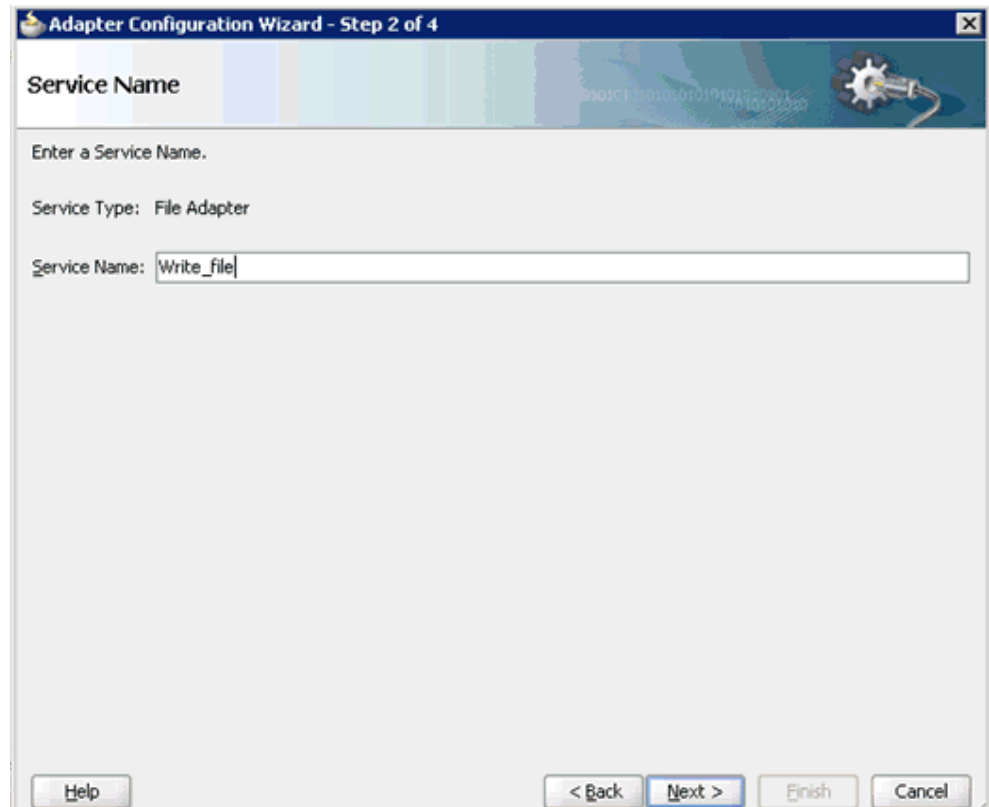 Adapter Configuration Wizard - Step 2 of 4
Service Name
Enter a Service Name.
Service Type: File Adapter
Service Name: Write_file
Help < Back Next > Finish Cancel